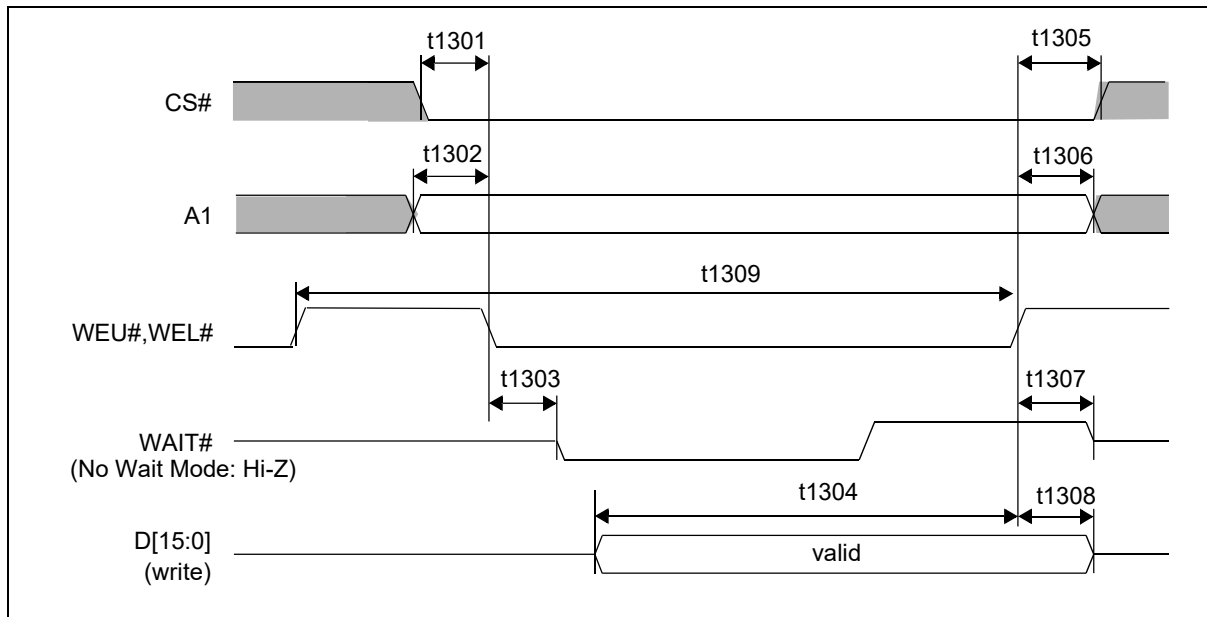 t1301
t1305
CS#
t1302
t1306
A1
t1309
WEU#,WEL#
t1303
t1307
WAIT#
(No Wait Mode: Hi-Z)
t1304
t1308
D[15:0]
valid
(write)